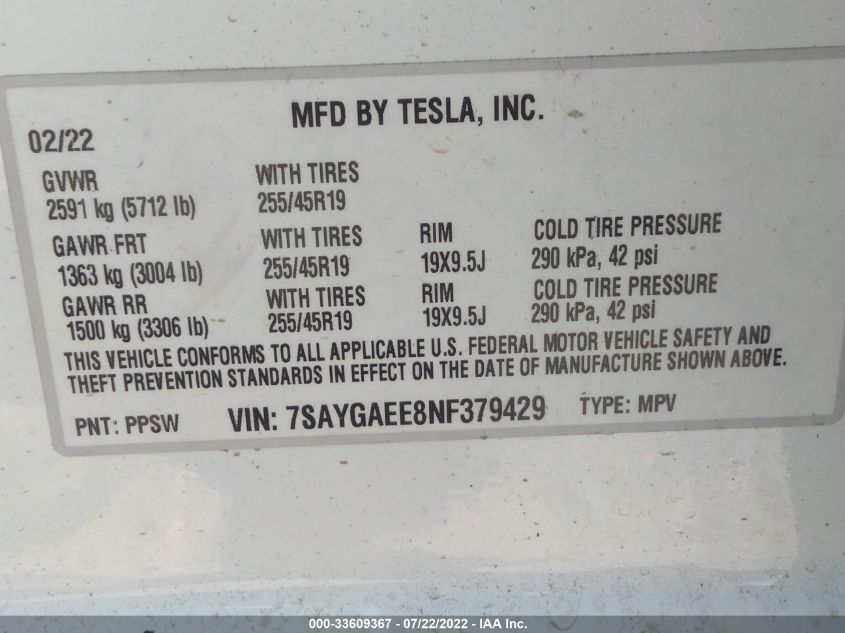 MFD BY TESLA, INC.
02/22
GVWR WITH TIRES
2591 kg (5712 lb) 255/45R19
GAWR FRT WITH TIRES RIM COLD TIRE PRESSURE
1363 kg (3004 lb) 255/45R19 19X9.5J 290 kPa, 42 psi
GAWR RR WITH TIRES RIM COLD TIRE PRESSURE
1500 kg (3306 lb) 255/45R19 19X9.5J 290 kPa, 42 psi
THIS VEHICLE CONFORMS TO ALL APPLICABLE U.S. FEDERAL MOTOR VEHICLE SAFETY AND
THEFT PREVENTION STANDARDS IN EFFECT ON THE DATE OF MANUFACTURE SHOWN ABOVE.
PNT: PPSW VIN: 7SAYGAEE8NF379429 TYPE: MPV
000-33609367 - 07/22/2022 - IAA Inc.